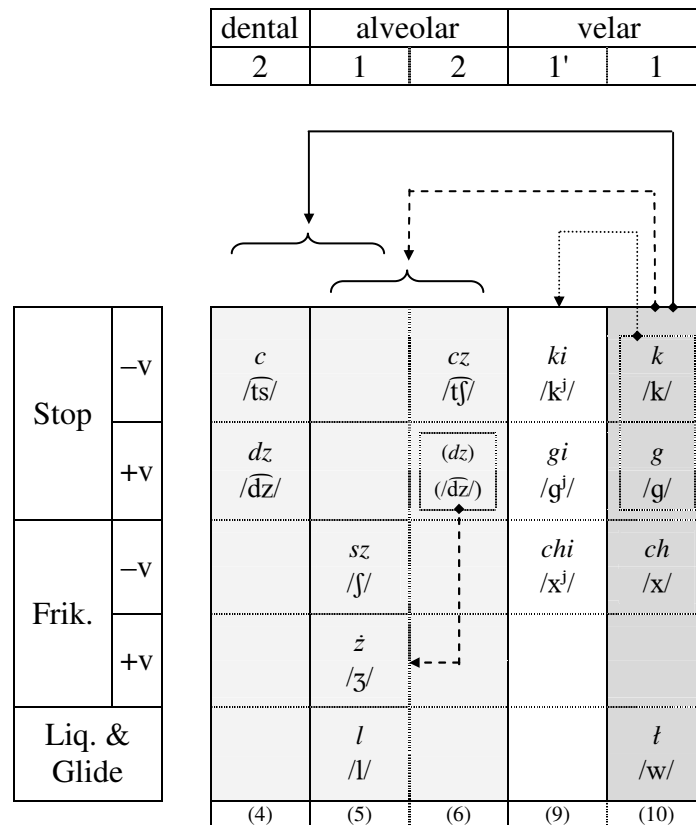 dental alveolar velar
2 1 2 1' 1
Stop –v c cz ki k
/t͡s/ /t͡ʃ/ /kʲ/ /k/
+v dz (dz) gi g
/d͡z/ (/d͡z/) /gʲ/ /g/
Frik. –v sz chi ch
/ʃ/ /xʲ/ /x/
+v ż
/ʒ/
Liq. & l ł
Glide /l/ /w/
(4) (5) (6) (9) (10)